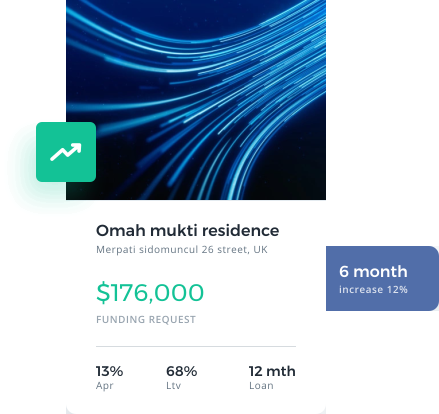 Omah mukti residence
Merpati sidomuncul 26 street, UK
6 month
increase 12%
$176,000
FUNDING REQUEST
13% 68% 12 mth
Apr Ltv Loan